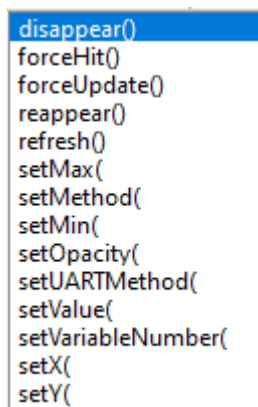 disappear()
forceHit()
forceUpdate()
reappear()
refresh()
setMax(
setMethod(
setMin(
setOpacity(
setUARTMethod(
setValue(
setVariableNumber(
setX(
setY(